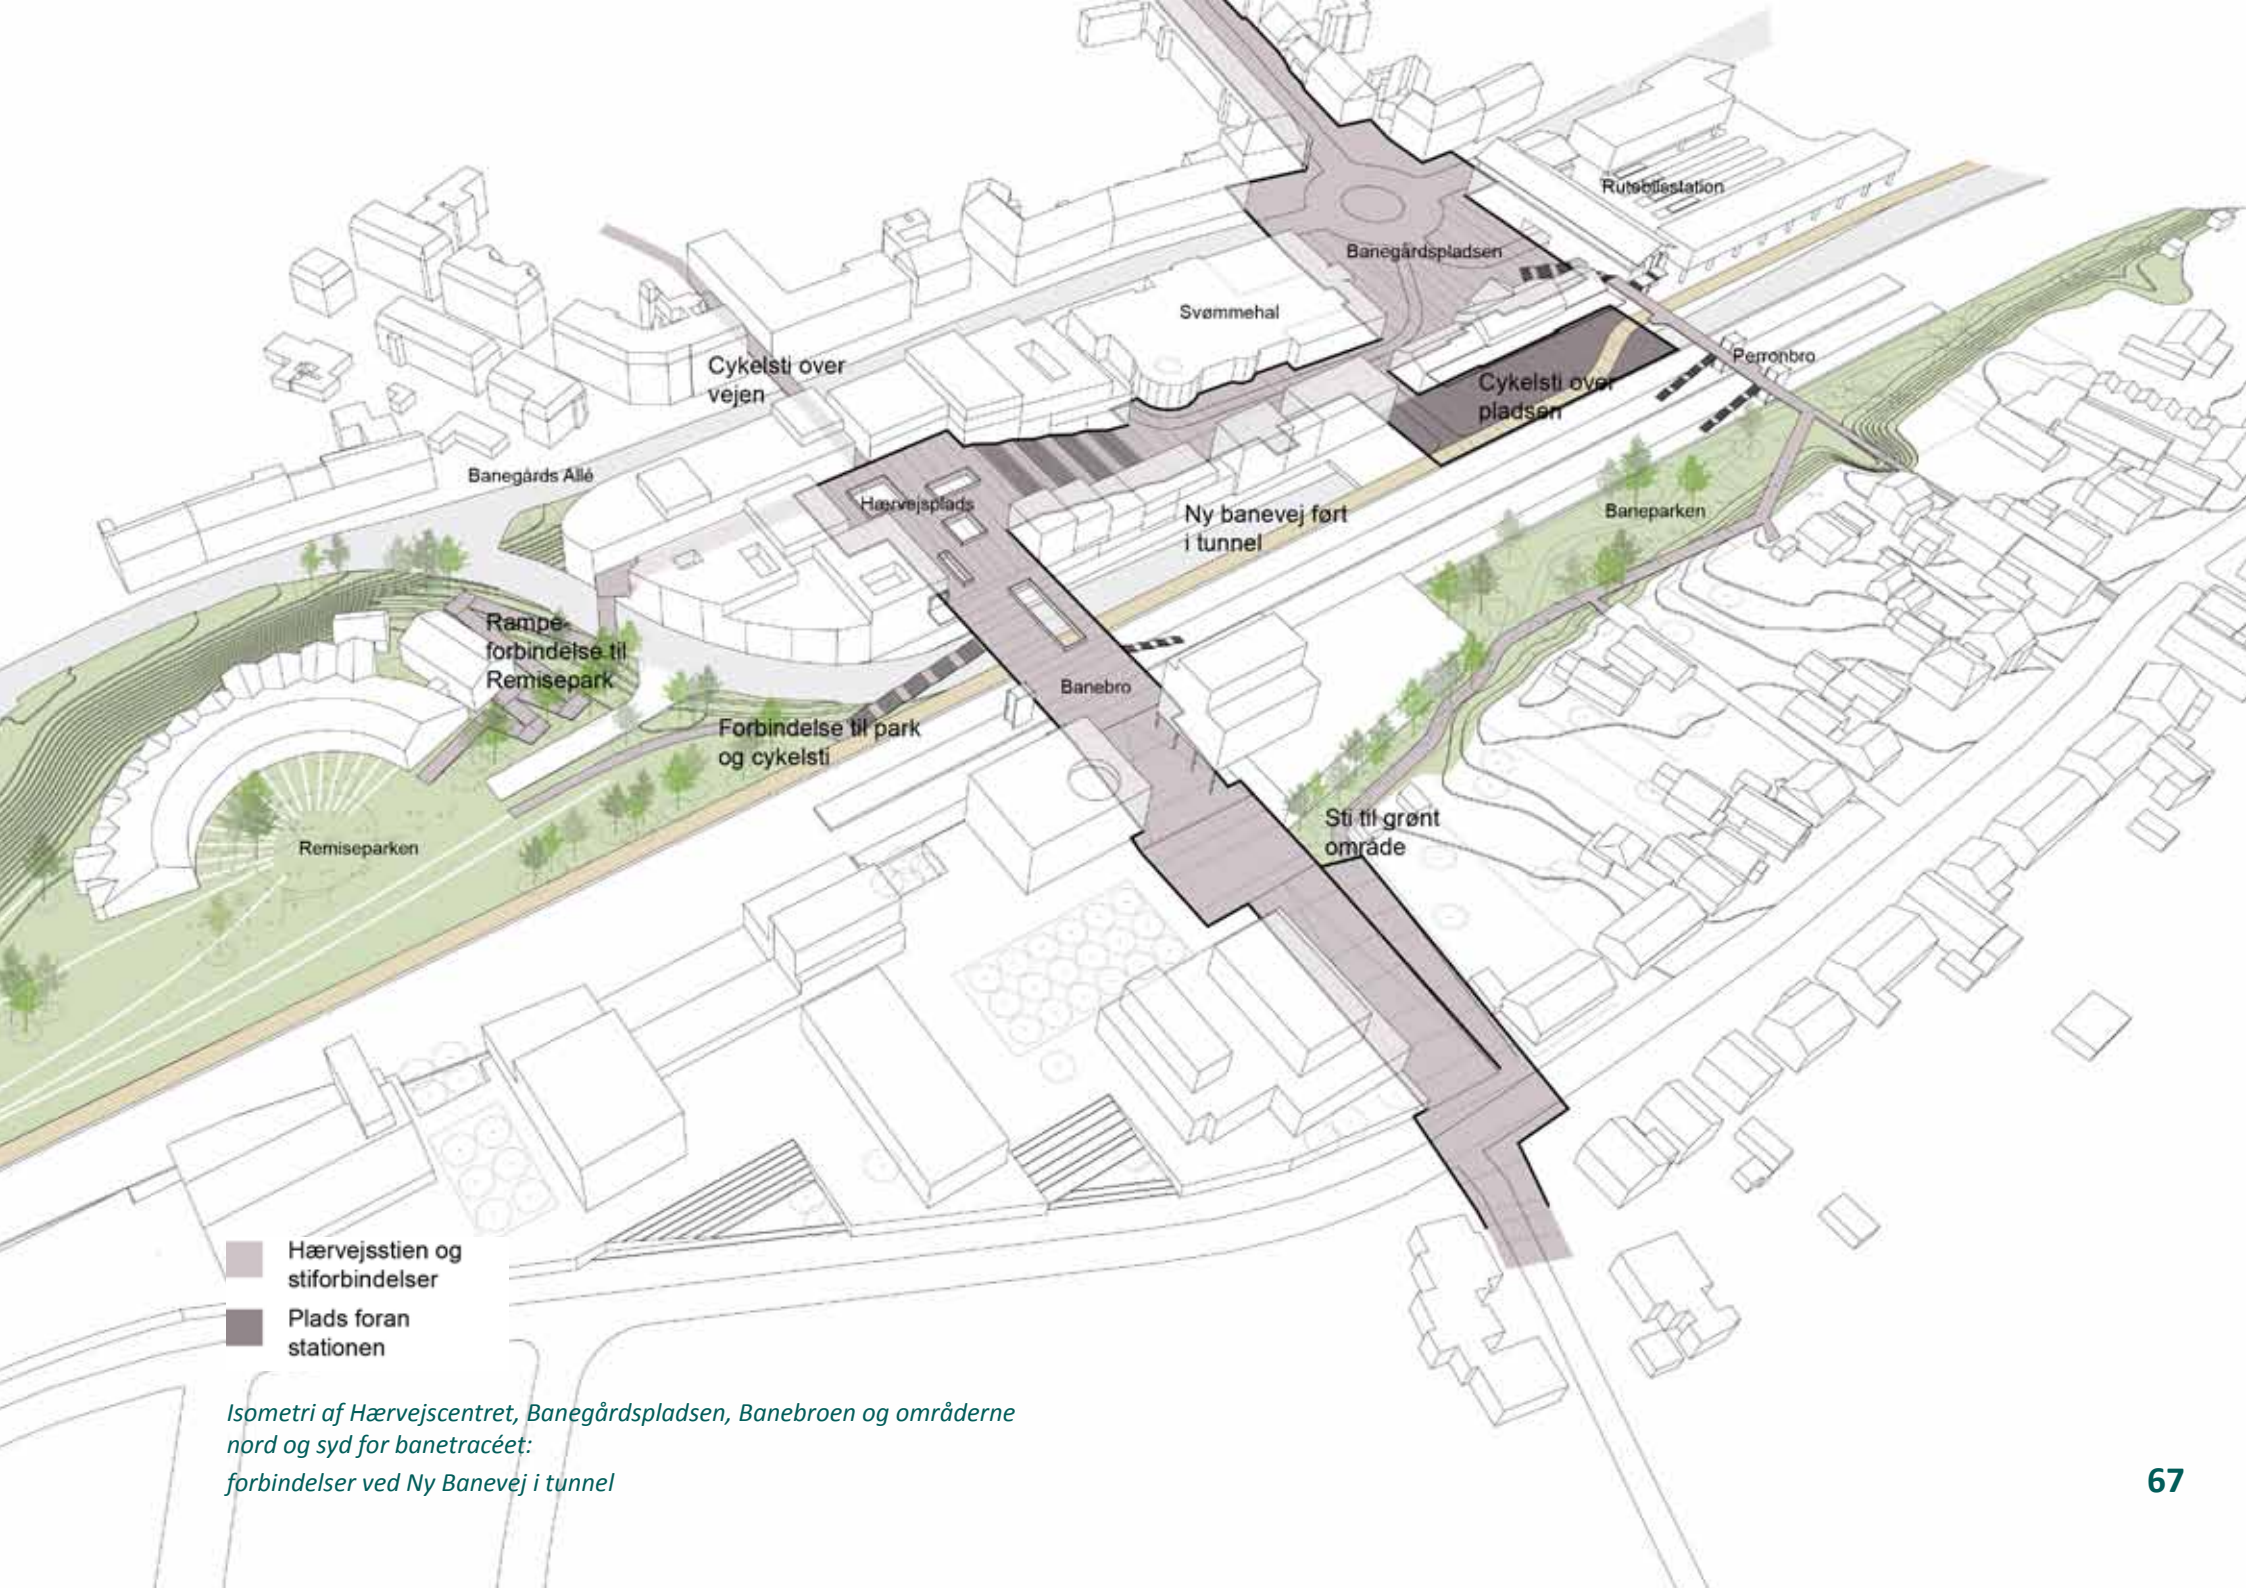 Rutebilsstation
Banegårdspladsen
Svømmehal
Perronbro
Cykelsti over
vejen
Cykelsti over
pladsen
Banegårds Allé
Hærvejsplads
Ny banevej ført
i tunnel
Baneparken
Rampe-
forbindelse til
Remisepark
Banebro
Forbindelse til park
og cykelsti
Sti til grønt
område
Remiseparken
Hærvejsstien og
stiforbindelser
Plads foran
stationen
Isometri af Hærvejscentret, Banegårdspladsen, Banebroen og områderne
nord og syd for banetracéet:
forbindelser ved Ny Banevej i tunnel
67